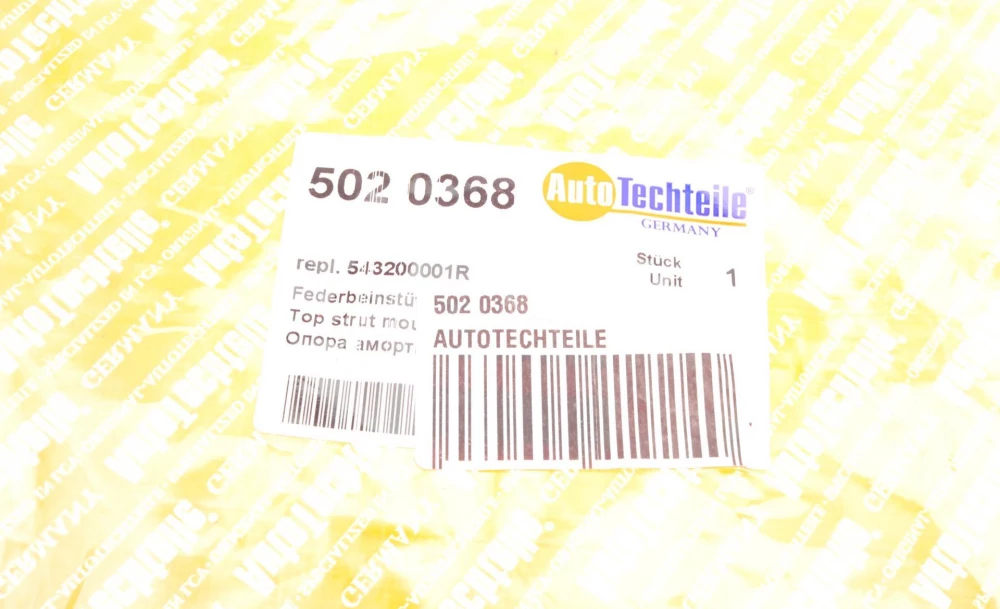 502 0368
AutoTechteile®
GERMANY
repl. 543200001R
Stück
Unit 1
Federbeinstü
Top strut mou
Опора аморт
502 0368
AUTOTECHTEILE